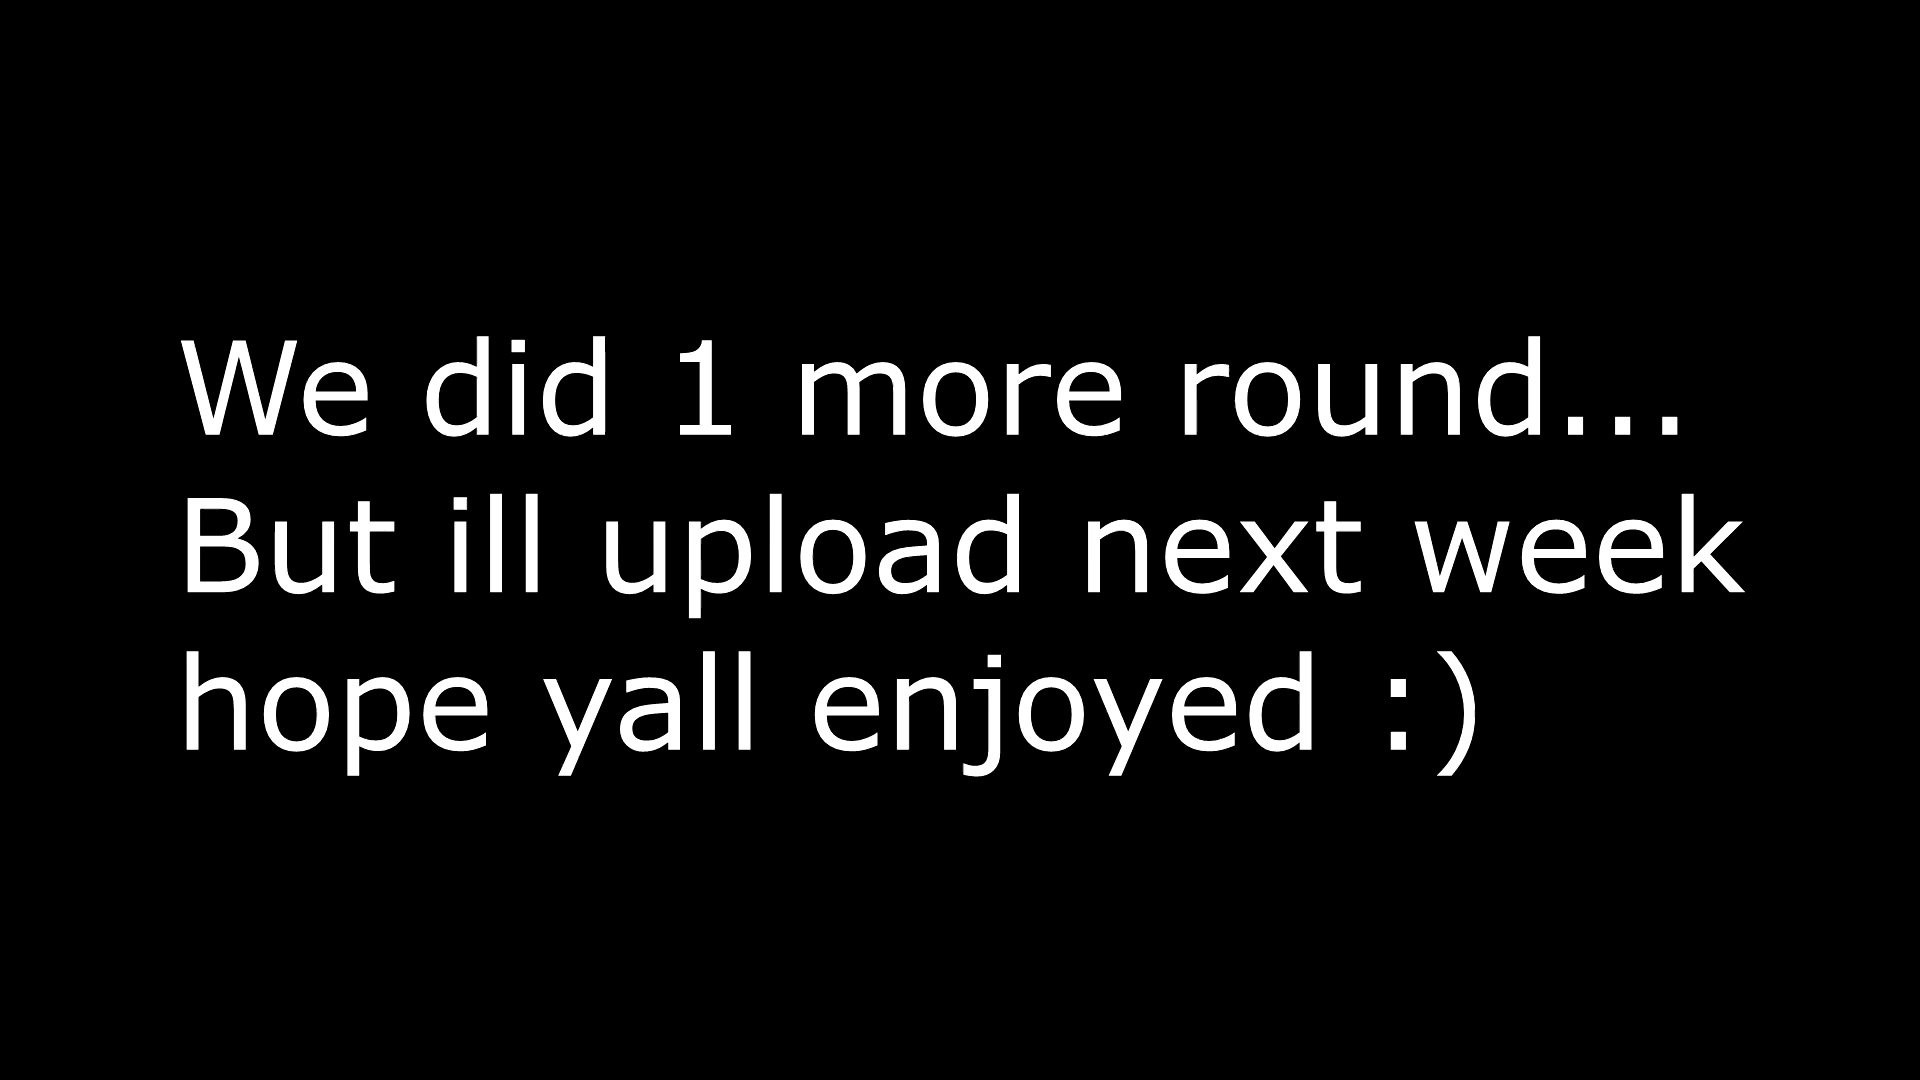 We did 1 more round...
But ill upload next week
hope yall enjoyed :)